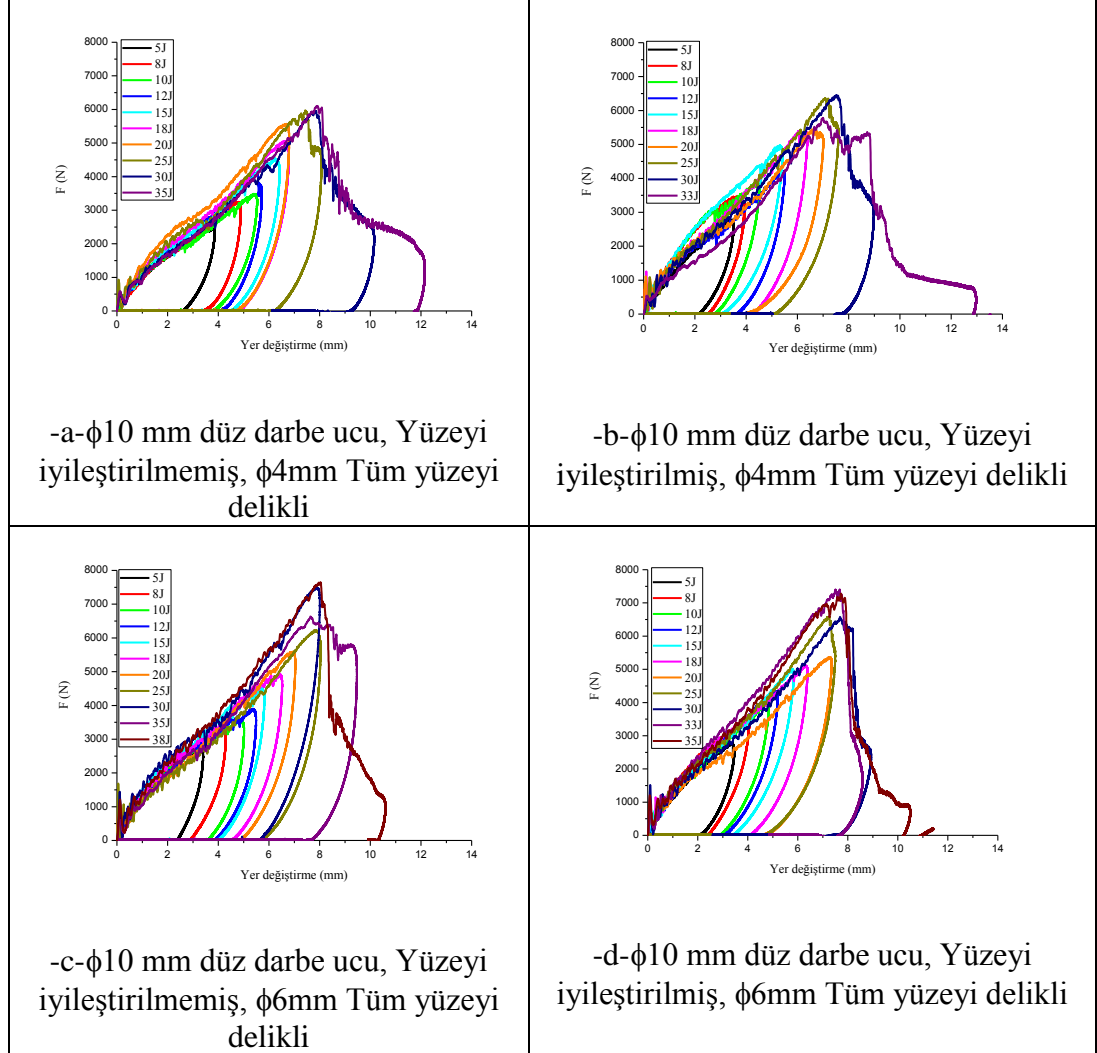 8000
7000
6000
5000
4000
3000
2000
1000
0
F (N)
5J
8J
10J
12J
15J
18J
20J
25J
30J
35J
0 2 4 6 8 10 12 14
Yer değiştirme (mm)
-a-ϕ10 mm düz darbe ucu, Yüzeyi
iyileştirilmemiş, ϕ4mm Tüm yüzeyi
delikli
8000
7000
6000
5000
4000
3000
2000
1000
0
F (N)
5J
8J
10J
12J
15J
18J
20J
25J
30J
33J
0 2 4 6 8 10 12 14
Yer değiştirme (mm)
-b-ϕ10 mm düz darbe ucu, Yüzeyi
iyileştirilmiş, ϕ4mm Tüm yüzeyi delikli
8000
7000
6000
5000
4000
3000
2000
1000
0
F (N)
5J
8J
10J
12J
15J
18J
20J
25J
30J
35J
38J
0 2 4 6 8 10 12 14
Yer değiştirme (mm)
-c-ϕ10 mm düz darbe ucu, Yüzeyi
iyileştirilmemiş, ϕ6mm Tüm yüzeyi
delikli
8000
7000
6000
5000
4000
3000
2000
1000
0
F (N)
5J
8J
10J
12J
15J
18J
20J
25J
30J
33J
35J
0 2 4 6 8 10 12 14
Yer değiştirme (mm)
-d-ϕ10 mm düz darbe ucu, Yüzeyi
iyileştirilmiş, ϕ6mm Tüm yüzeyi delikli